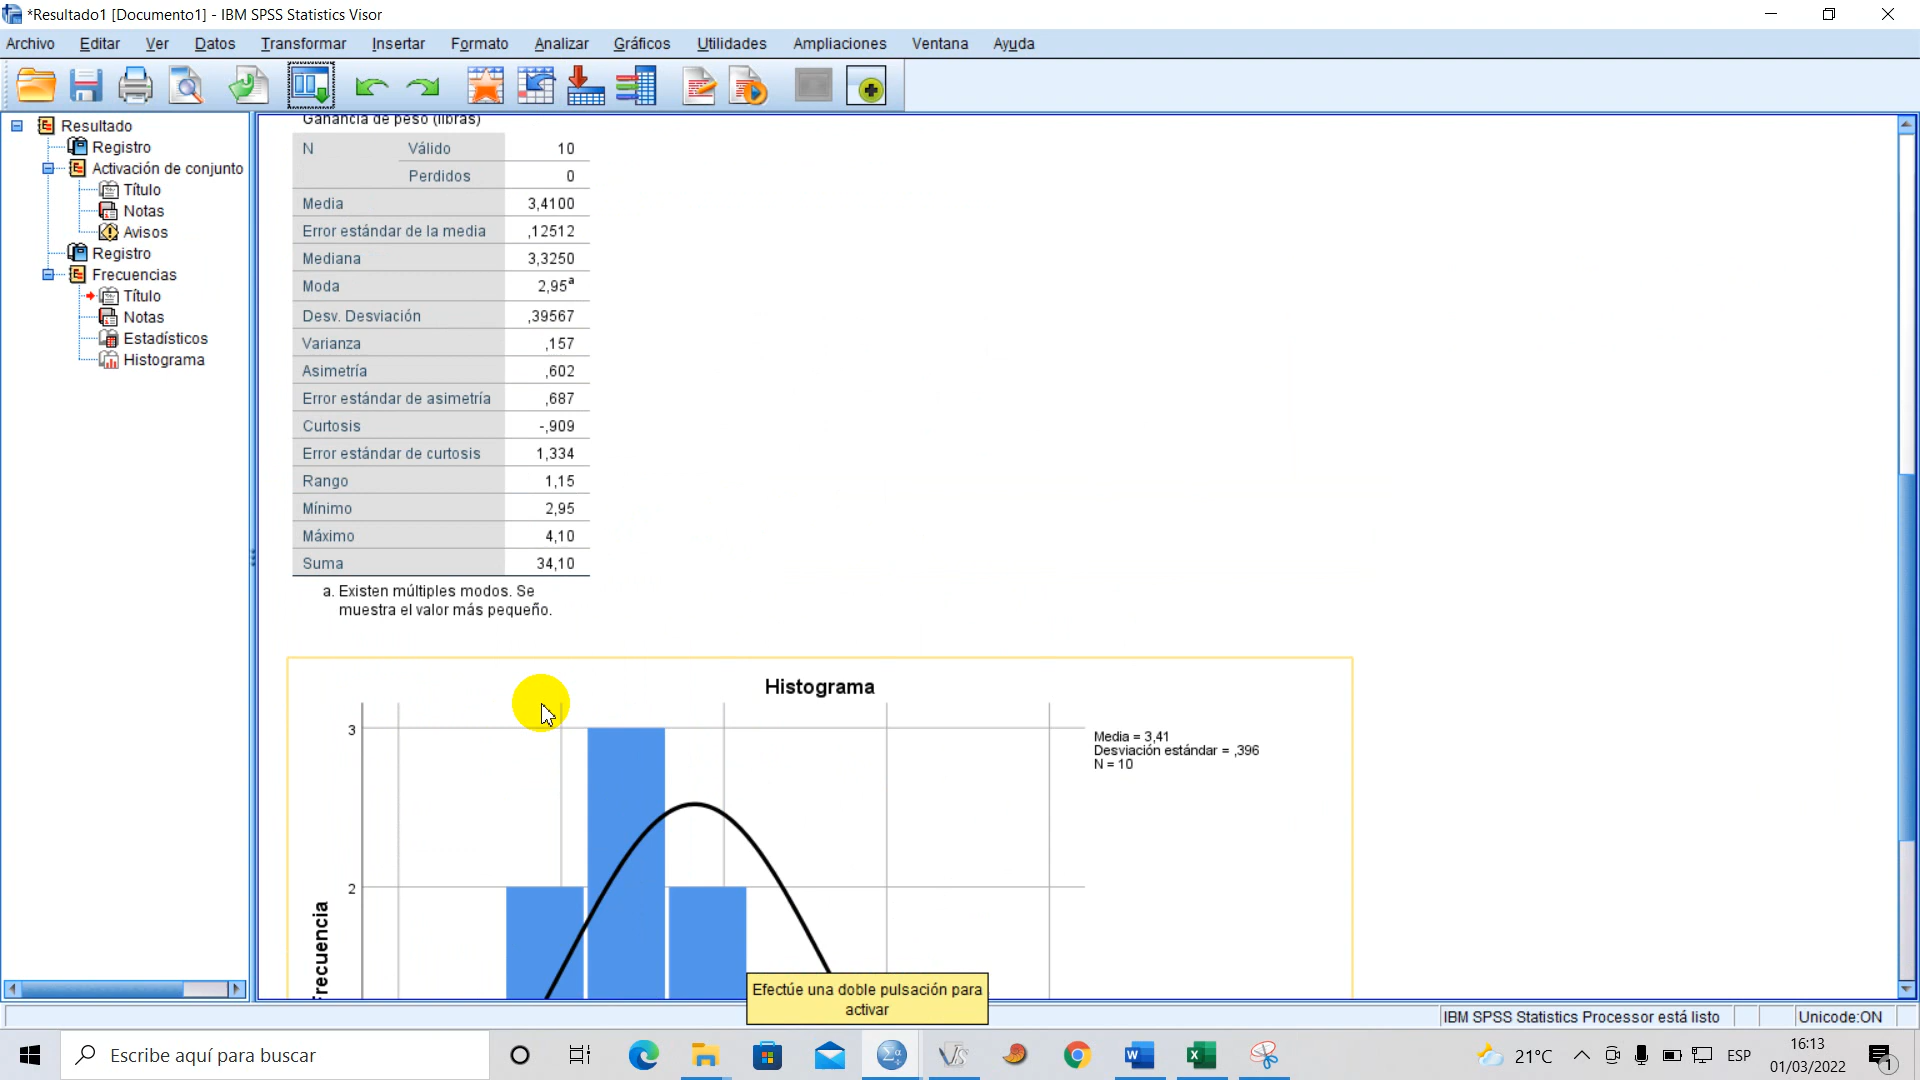 *Resultado1 [Documento1] - IBM SPSS Statistics Visor
Archivo Editar Ver Datos Transformar Insertar Formato Analizar Gráficos Utilidades Ampliaciones Ventana Ayuda
Resultado
Registro
Activación de conjunto
Título
Notas
Avisos
Registro
Frecuencias
Título
Notas
Estadísticos
Histograma
Ganancia de peso (libras)
N Válido 10
Perdidos 0
Media 3,4100
Error estándar de la media ,12512
Mediana 3,3250
Moda 2,95a
Desv. Desviación ,39567
Varianza ,157
Asimetría ,602
Error estándar de asimetría ,687
Curtosis -,909
Error estándar de curtosis 1,334
Rango 1,15
Mínimo 2,95
Máximo 4,10
Suma 34,10
a. Existen múltiples modos. Se
muestra el valor más pequeño.
Histograma
3
2
Frecuencia
Media = 3,41
Desviación estándar = ,396
N = 10
Efectúe una doble pulsación para
activar
IBM SPSS Statistics Processor está listo Unicode:ON
Escribe aquí para buscar
21°C
ESP
16:13
01/03/2022
1